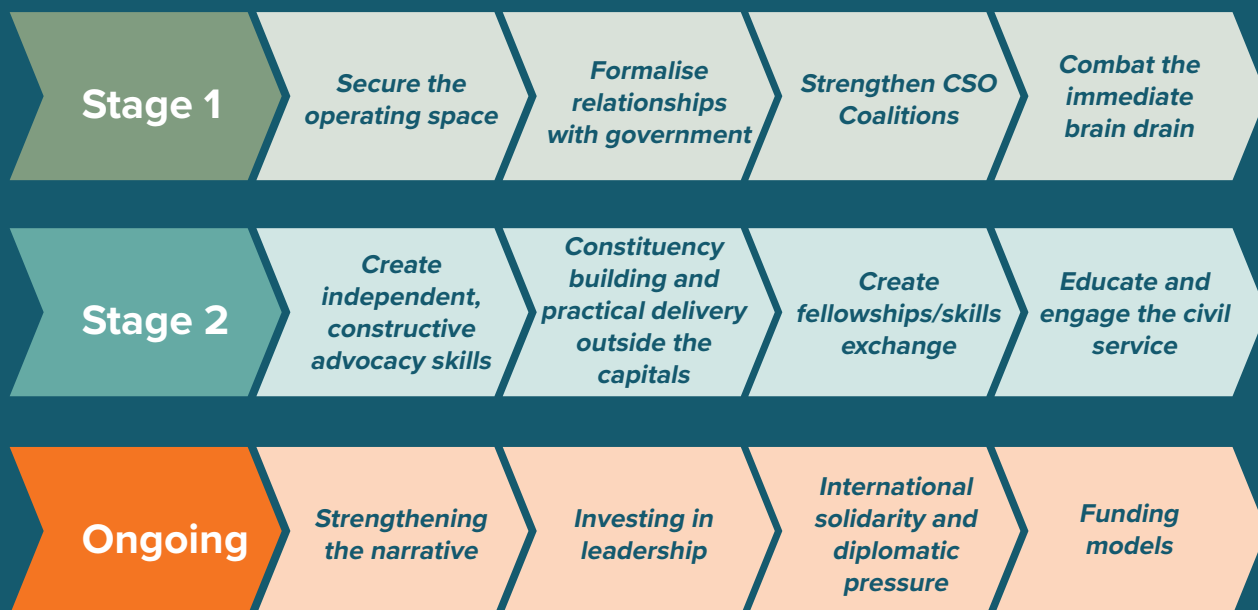 Stage 1
Secure the
operating space
Formalise
relationships
with government
Strengthen CSO
Coalitions
Combat the
immediate
brain drain
Stage 2
Create
independent,
constructive
advocacy skills
Constituency
building and
practical delivery
outside the
capitals
Create
fellowships/skills
exchange
Educate and
engage the civil
service
Ongoing
Strengthening
the narrative
Investing in
leadership
International
solidarity and
diplomatic
pressure
Funding
models